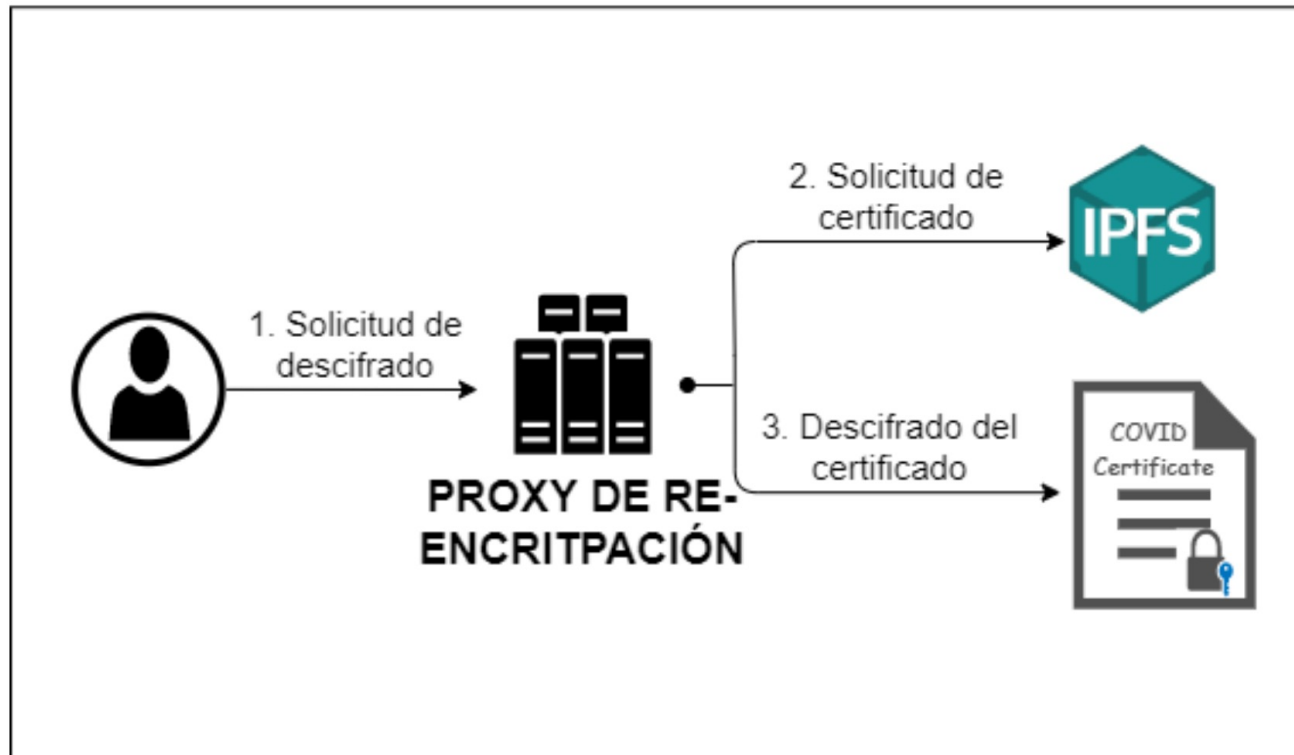 2. Solicitud de
certificado
IPFS
1. Solicitud de
descifrado
3. Descifrado del
certificado
COVID
Certificate
PROXY DE RE-
ENCRITPACIÓN